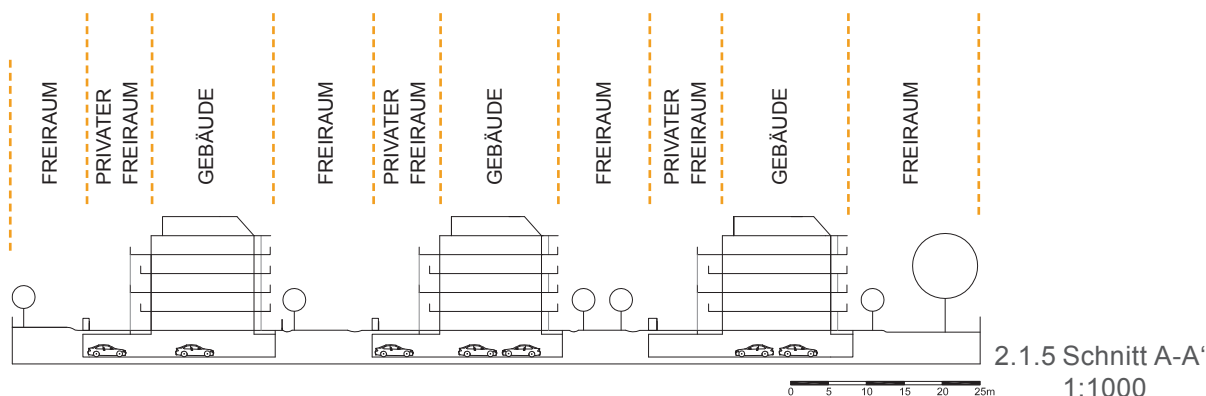 FREIRAUM
PRIVATER
FREIRAUM
GEBÄUDE
FREIRAUM
PRIVATER
FREIRAUM
GEBÄUDE
FREIRAUM
PRIVATER
FREIRAUM
GEBÄUDE
FREIRAUM
2.1.5 Schnitt A-A‘
1:1000
0 5 10 15 20 25m